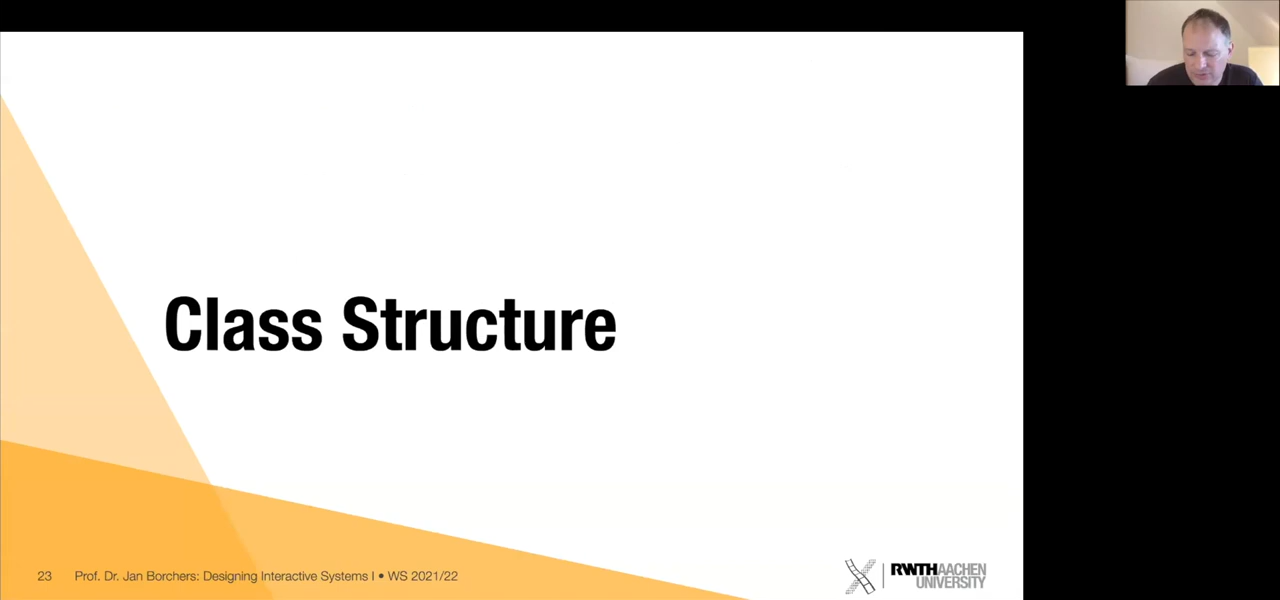 Class Structure
23 Prof. Dr. Jan Borchers: Designing Interactive Systems I • WS 2021/22
RWTHAACHEN
UNIVERSITY